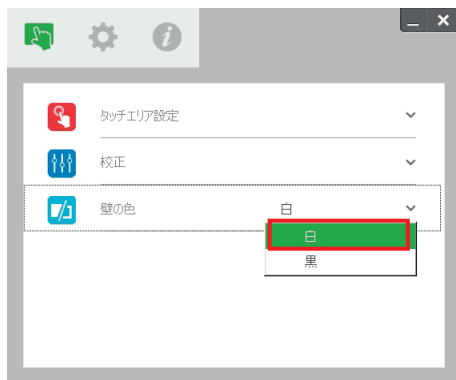 タッチエリア設定
校正
壁の色 白
白
黒